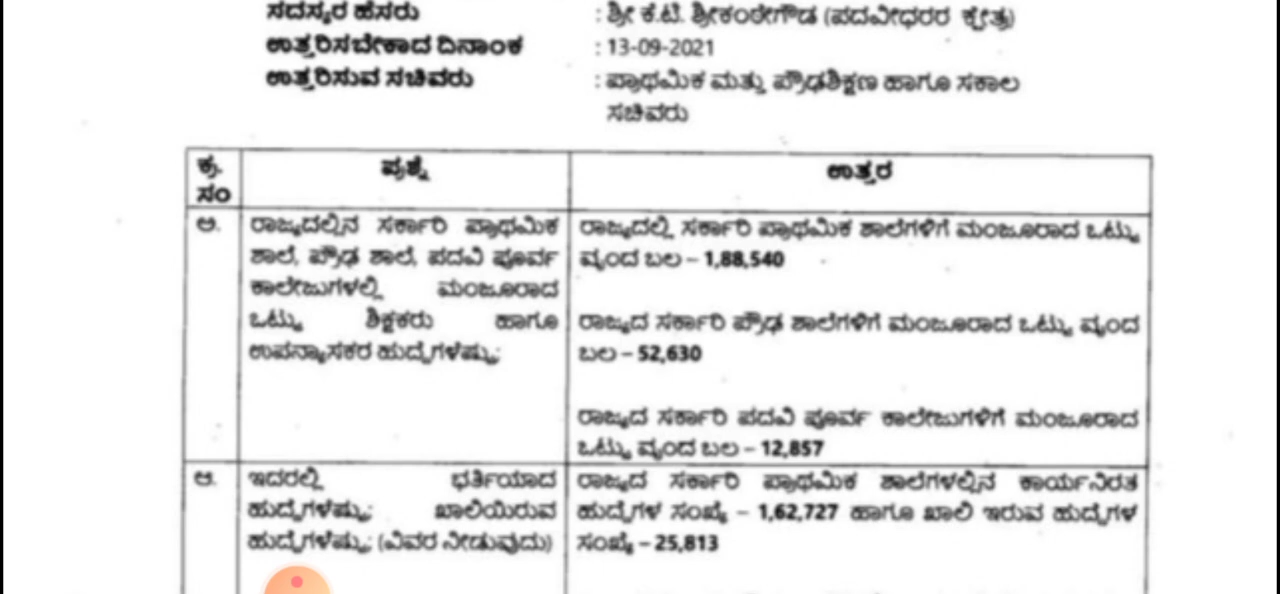 ಸದಸ್ಯರ ಹೆಸರು : ಶ್ರೀ ಕೆ.ಟಿ. ಶ್ರೀಕಂಠೇಗೌಡ (ಪದವೀಧರರ ಕ್ಷೇತ್ರ)
ಉತ್ತರಿಸಬೇಕಾದ ದಿನಾಂಕ : 13-09-2021
ಉತ್ತರಿಸುವ ಸಚಿವರು : ಪ್ರಾಥಮಿಕ ಮತ್ತು ಪ್ರೌಢಶಿಕ್ಷಣ ಹಾಗೂ ಸಕಾಲ
ಸಚಿವರು
ಕ್ರ.
ಸಂ
ಪ್ರಶ್ನೆ
ಉತ್ತರ
ಅ.
ರಾಜ್ಯದಲ್ಲಿನ ಸರ್ಕಾರಿ ಪ್ರಾಥಮಿಕ
ಶಾಲೆ, ಪ್ರೌಢ ಶಾಲೆ, ಪದವಿ ಪೂರ್ವ
ಕಾಲೇಜುಗಳಲ್ಲಿ ಮಂಜೂರಾದ
ಒಟ್ಟು ಶಿಕ್ಷಕರು ಹಾಗೂ
ಉಪನ್ಯಾಸಕರ ಹುದ್ದೆಗಳೆಷ್ಟು;
ರಾಜ್ಯದಲ್ಲಿ ಸರ್ಕಾರಿ ಪ್ರಾಥಮಿಕ ಶಾಲೆಗಳಿಗೆ ಮಂಜೂರಾದ ಒಟ್ಟು
ವೃಂದ ಬಲ – 1,88,540
ರಾಜ್ಯದ ಸರ್ಕಾರಿ ಪ್ರೌಢ ಶಾಲೆಗಳಿಗೆ ಮಂಜೂರಾದ ಒಟ್ಟು ವೃಂದ
ಬಲ – 52,630
ರಾಜ್ಯದ ಸರ್ಕಾರಿ ಪದವಿ ಪೂರ್ವ ಕಾಲೇಜುಗಳಿಗೆ ಮಂಜೂರಾದ
ಒಟ್ಟು ವೃಂದ ಬಲ – 12,857
ಆ.
ಇದರಲ್ಲಿ ಭರ್ತಿಯಾದ
ಹುದ್ದೆಗಳೆಷ್ಟು; ಖಾಲಿಯಿರುವ
ಹುದ್ದೆಗಳೆಷ್ಟು; (ವಿವರ ನೀಡುವುದು)
ರಾಜ್ಯದ ಸರ್ಕಾರಿ ಪ್ರಾಥಮಿಕ ಶಾಲೆಗಳಲ್ಲಿನ ಕಾರ್ಯನಿರತ
ಹುದ್ದೆಗಳ ಸಂಖ್ಯೆ – 1,62,727 ಹಾಗೂ ಖಾಲಿ ಇರುವ ಹುದ್ದೆಗಳ
ಸಂಖ್ಯೆ – 25,813